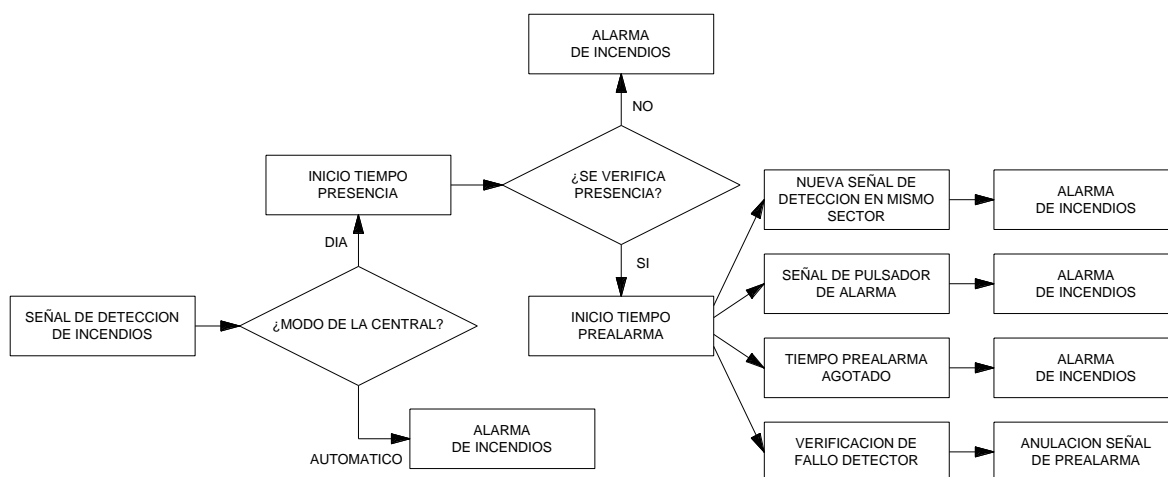 ALARMA
DE INCENDIOS
NO
INICIO TIEMPO
PRESENCIA
¿SE VERIFICA
PRESENCIA?
NUEVA SEÑAL DE
DETECCION EN MISMO
SECTOR
ALARMA
DE INCENDIOS
DIA
SI
SEÑAL DE DETECCION
DE INCENDIOS
¿MODO DE LA CENTRAL?
INICIO TIEMPO
PREALARMA
SEÑAL DE PULSADOR
DE ALARMA
ALARMA
DE INCENDIOS
TIEMPO PREALARMA
AGOTADO
ALARMA
DE INCENDIOS
AUTOMATICO
ALARMA
DE INCENDIOS
VERIFICACION DE
FALLO DETECTOR
ANULACION SEÑAL
DE PREALARMA